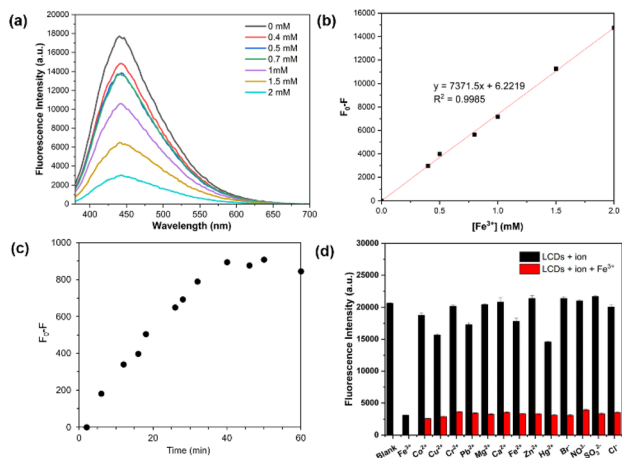 (a)
18000
16000
14000
12000
10000
8000
6000
4000
2000
0
Fluorescence Intensity (a.u.)
0 mM
0.4 mM
0.5 mM
0.7 mM
1mM
1.5 mM
2 mM
400 450 500 550 600 650 700
Wavelength (nm)
(b)
16000
14000
12000
10000
8000
6000
4000
2000
0
F₀-F
y = 7371.5x + 6.2219
R² = 0.9985
0.0 0.5 1.0 1.5 2.0
[Fe³⁺] (mM)
(c)
1000
800
600
400
200
0
F₀-F
0 20 40 60
Time (min)
(d)
30000
25000
20000
15000
10000
5000
0
Fluorescence Intensity (a.u.)
LCDs + ion
LCDs + ion + Fe³⁺
Blank Fe³⁺ Co²⁺ Cu²⁺ Cr³⁺ Pb²⁺ Mg²⁺ Ca²⁺ Fe²⁺ Zn²⁺ Hg²⁺ Br⁻ NO³⁻ SO₃²⁻ Cl⁻